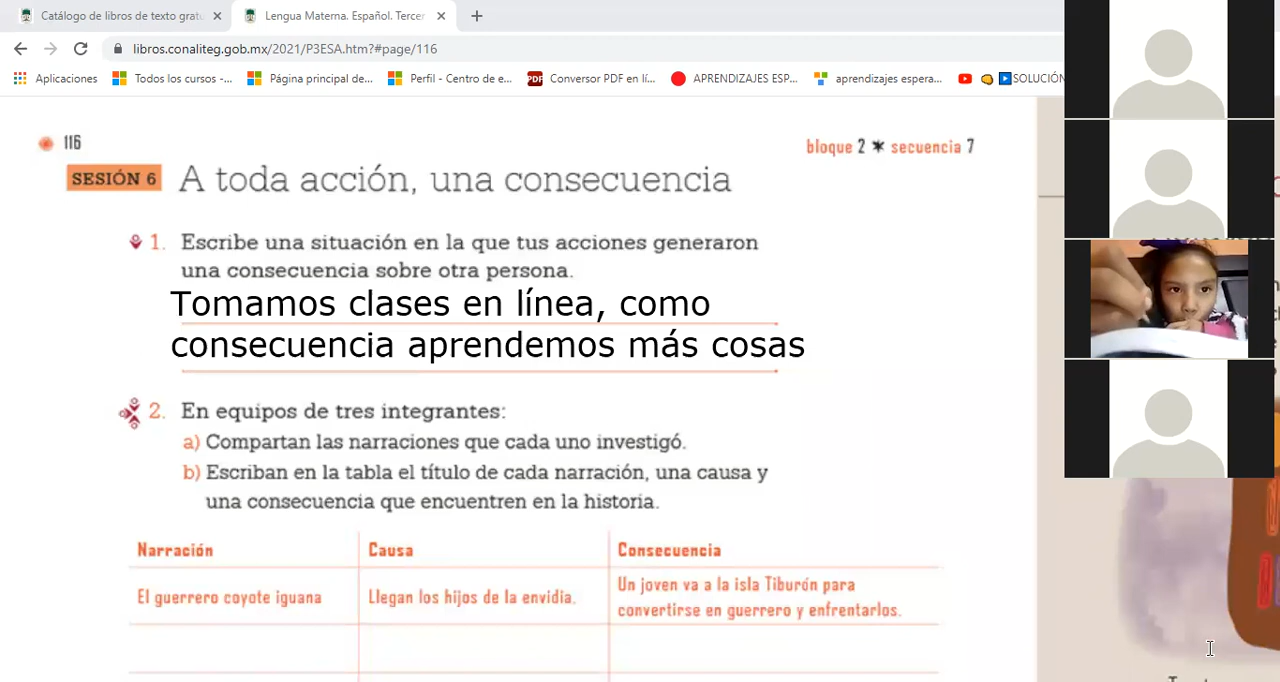 Catálogo de libros de texto gratu
Lengua Materna. Español. Tercer
libros.conaliteg.gob.mx/2021/P3ESA.htm?#page/116
Aplicaciones
Todos los cursos -...
Página principal de...
Perfil - Centro de e...
PDF
Conversor PDF en lí...
APRENDIZAJES ESP...
aprendizajes espera...
SOLUCIÓN
116
bloque 2 * secuencia 7
SESIÓN 6
A toda acción, una consecuencia
1. Escribe una situación en la que tus acciones generaron
una consecuencia sobre otra persona.
Tomamos clases en línea, como
consecuencia aprendemos más cosas
2. En equipos de tres integrantes:
a) Compartan las narraciones que cada uno investigó.
b) Escriban en la tabla el título de cada narración, una causa y
una consecuencia que encuentren en la historia.
Narración
Causa
Consecuencia
El guerrero coyote iguana
Llegan los hijos de la envidia.
Un joven va a la isla Tiburón para
convertirse en guerrero y enfrentarlos.